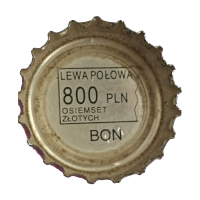 LEWA POŁOWA
800 PLN
OSIEMSET
ZŁOTYCH
BON